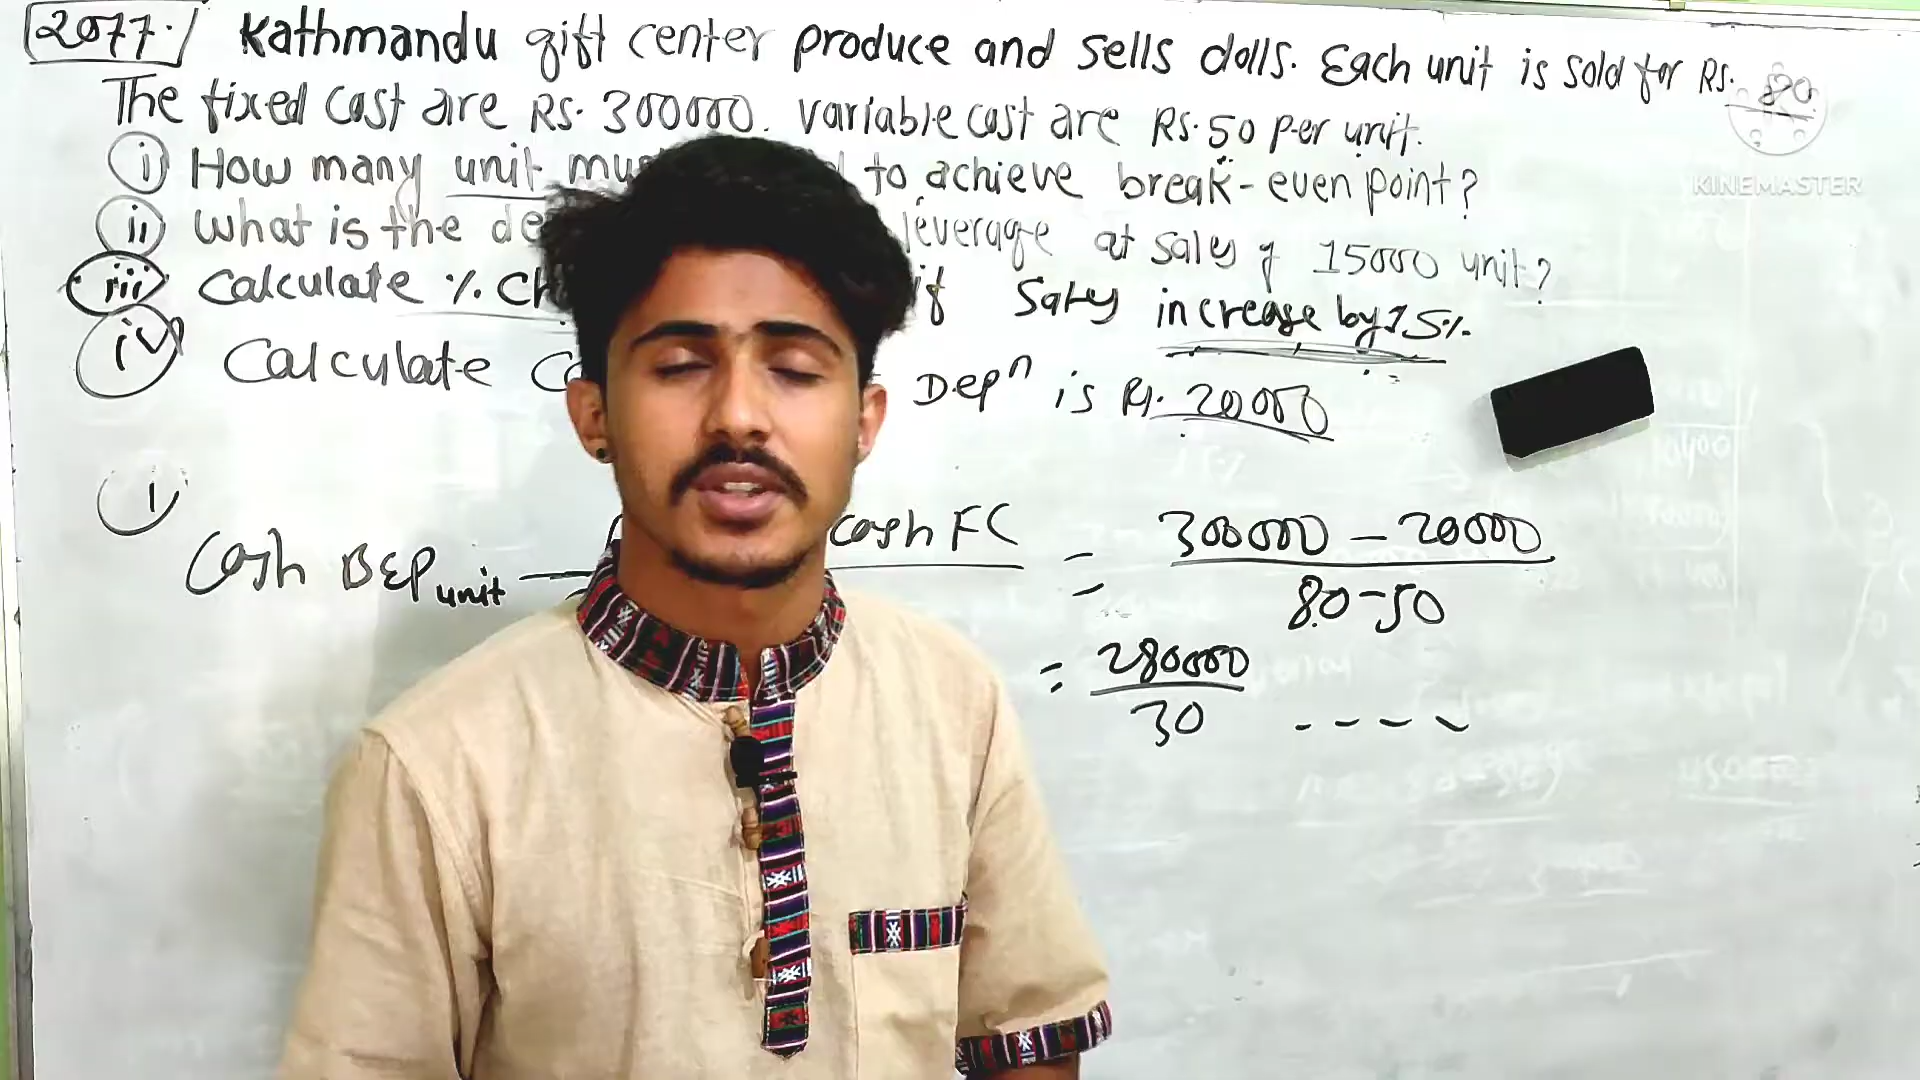 2077.
Kathmandu gift center produce and sells dolls. Each unit is sold for Rs. 80
The fixed cost are Rs. 300000. variable cost are Rs. 50 per unit.
i) How many unit mu to achieve break-even point?
ii) What is the de leverage at sales of 15000 unit?
iii) Calculate %. ch if sales increase by 15%.
iv) Calculate Ca Depⁿ is Rs. 20000
i)
Cash BEP unit = cash FC = 300000 - 20000
80-50
= 280000
30 ----
KINEMASTER